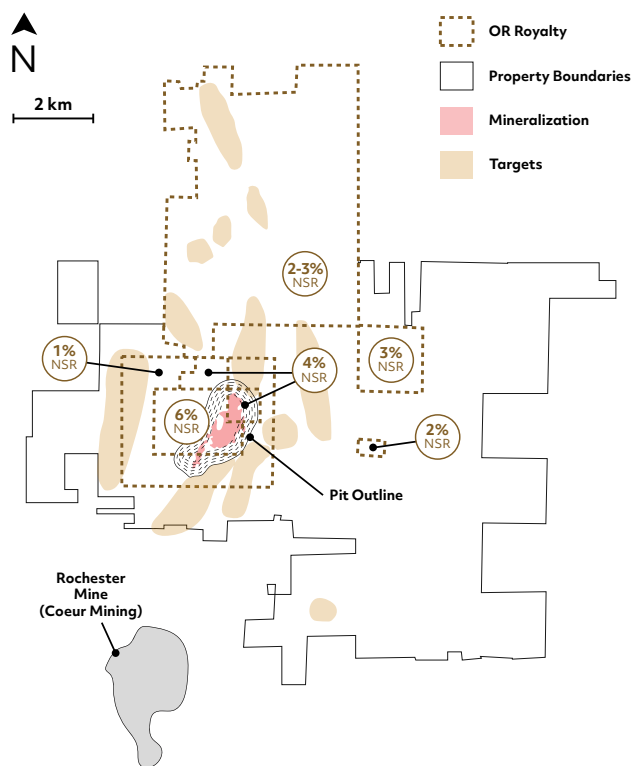 N
2 km
OR Royalty
Property Boundaries
Mineralization
Targets
2-3%
NSR
1%
NSR
4%
NSR
3%
NSR
6%
NSR
2%
NSR
Pit Outline
Rochester
Mine
(Coeur Mining)